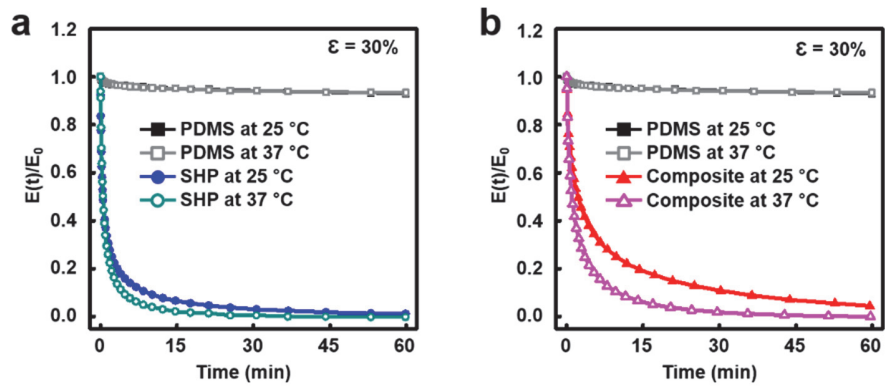 a
ε = 30%
1.2
1.0
0.8
0.6
0.4
0.2
0.0
E(t)/E₀
PDMS at 25 °C
PDMS at 37 °C
SHP at 25 °C
SHP at 37 °C
0 15 30 45 60
Time (min)
b
ε = 30%
1.2
1.0
0.8
0.6
0.4
0.2
0.0
E(t)/E₀
PDMS at 25 °C
PDMS at 37 °C
Composite at 25 °C
Composite at 37 °C
0 15 30 45 60
Time (min)